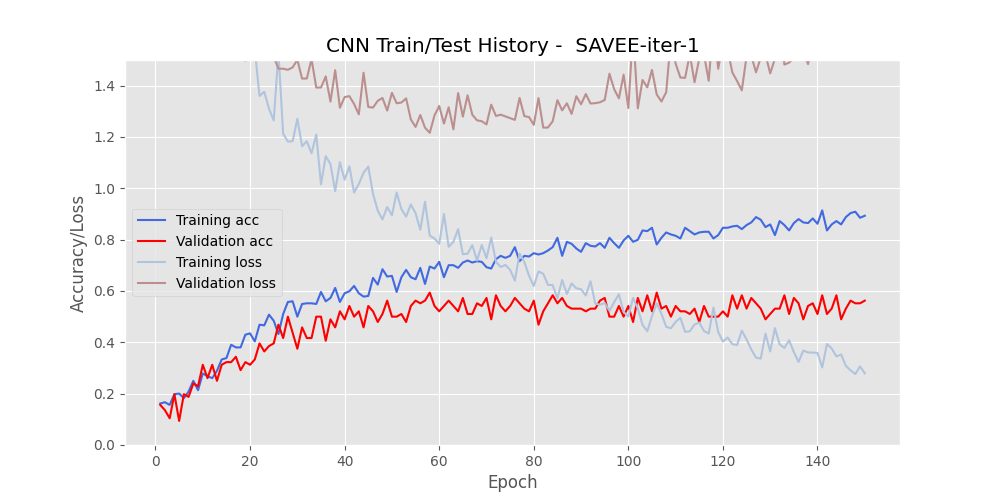 CNN Train/Test History -  SAVEE-iter-1
Accuracy/Loss
1.4
1.2
1.0
0.8
0.6
0.4
0.2
0.0
Training acc
Validation acc
Training loss
Validation loss
0 20 40 60 80 100 120 140
Epoch